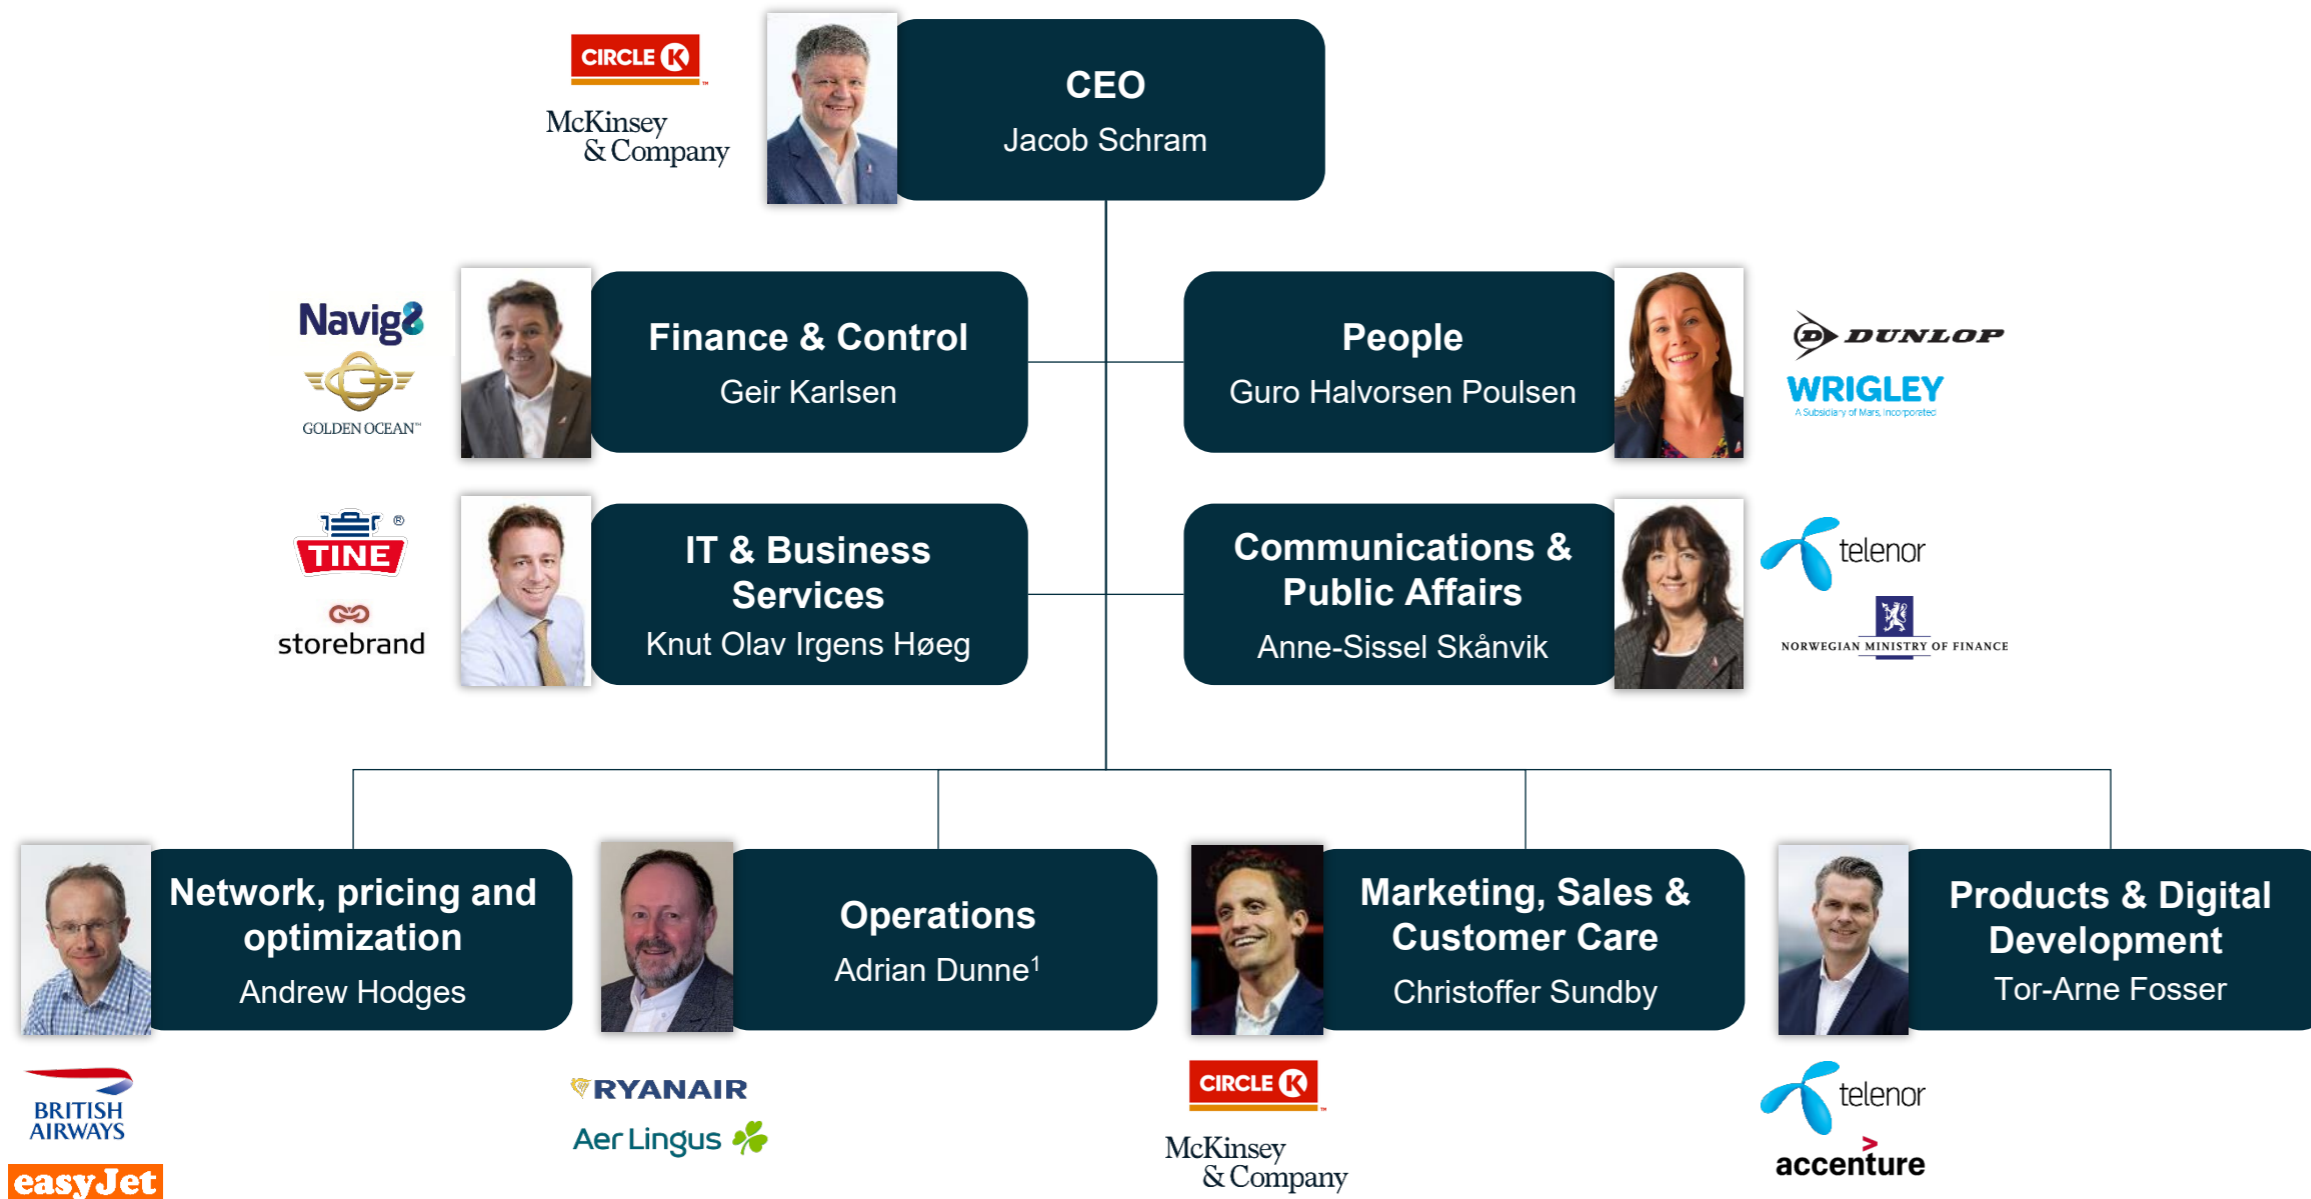 CIRCLE K
McKinsey
& Company
CEO
Jacob Schram
Navig8
GOLDEN OCEAN™
Finance & Control
Geir Karlsen
People
Guro Halvorsen Poulsen
D DUNLOP
WRIGLEY
A Subsidiary of Mars, Incorporated
TINE ®
storebrand
IT & Business
Services
Knut Olav Irgens Høeg
Communications &
Public Affairs
Anne-Sissel Skånvik
telenor
NORWEGIAN MINISTRY OF FINANCE
Network, pricing and
optimization
Andrew Hodges
BRITISH
AIRWAYS
easyJet
Operations
Adrian Dunne¹
RYANAIR
Aer Lingus
Marketing, Sales &
Customer Care
Christoffer Sundby
CIRCLE K
McKinsey
& Company
Products & Digital
Development
Tor-Arne Fosser
telenor
accenture